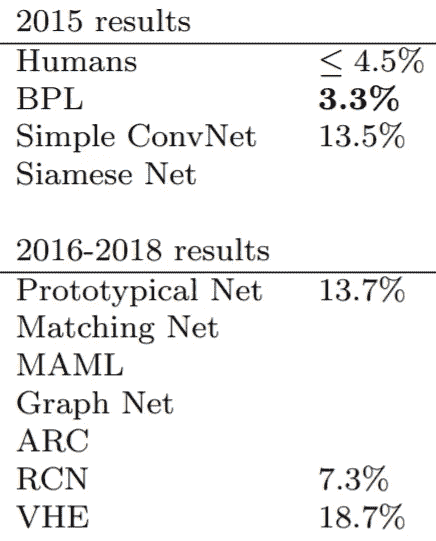 2015 results
Humans ≤ 4.5%
BPL 3.3%
Simple ConvNet 13.5%
Siamese Net
2016-2018 results
Prototypical Net 13.7%
Matching Net
MAML
Graph Net
ARC
RCN 7.3%
VHE 18.7%